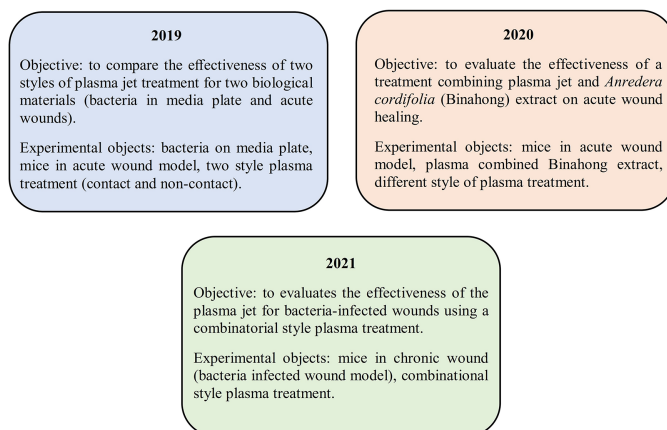 2019
Objective: to compare the effectiveness of two
styles of plasma jet treatment for two biological
materials (bacteria in media plate and acute
wounds).
Experimental objects: bacteria on media plate,
mice in acute wound model, two style plasma
treatment (contact and non-contact).
2020
Objective: to evaluate the effectiveness of a
treatment combining plasma jet and Anredera
cordifolia (Binahong) extract on acute wound
healing.
Experimental objects: mice in acute wound
model, plasma combined Binahong extract,
different style of plasma treatment.
2021
Objective: to evaluates the effectiveness of the
plasma jet for bacteria-infected wounds using a
combinatorial style plasma treatment.
Experimental objects: mice in chronic wound
(bacteria infected wound model), combinational
style plasma treatment.